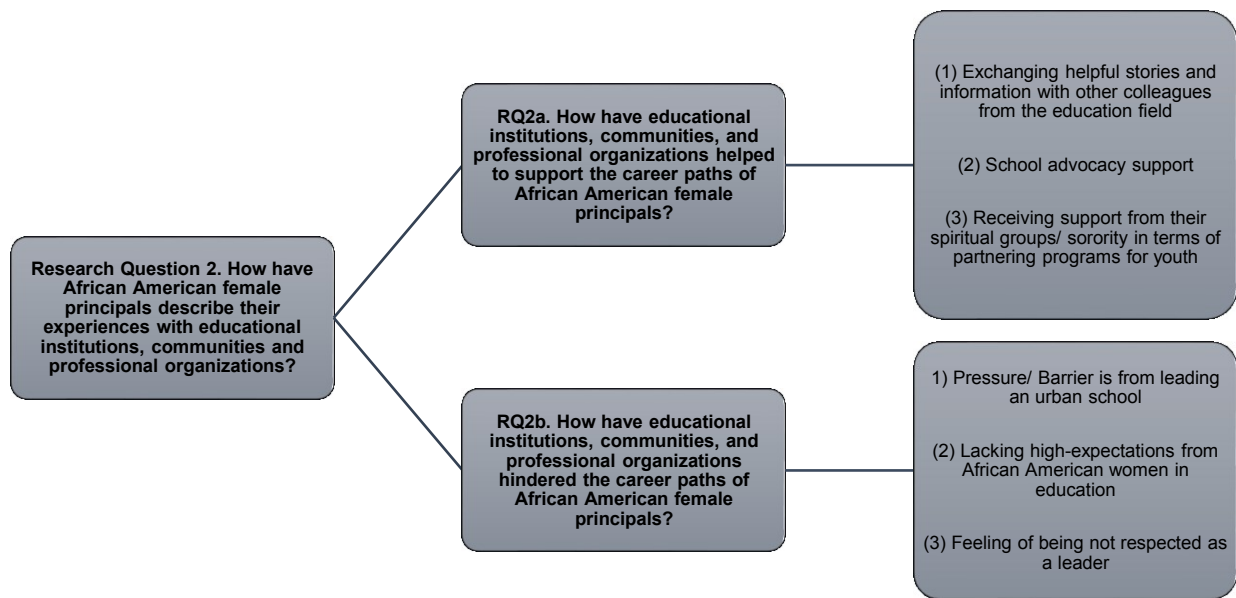 Research Question 2. How have
African American female
principals describe their
experiences with educational
institutions, communities and
professional organizations?
RQ2a. How have educational
institutions, communities, and
professional organizations helped
to support the career paths of
African American female
principals?
(1) Exchanging helpful stories and
information with other colleagues
from the education field
(2) School advocacy support
(3) Receiving support from their
spiritual groups/ sorority in terms of
partnering programs for youth
RQ2b. How have educational
institutions, communities, and
professional organizations
hindered the career paths of
African American female
principals?
1) Pressure/ Barrier is from leading
an urban school
(2) Lacking high-expectations from
African American women in
education
(3) Feeling of being not respected as
a leader